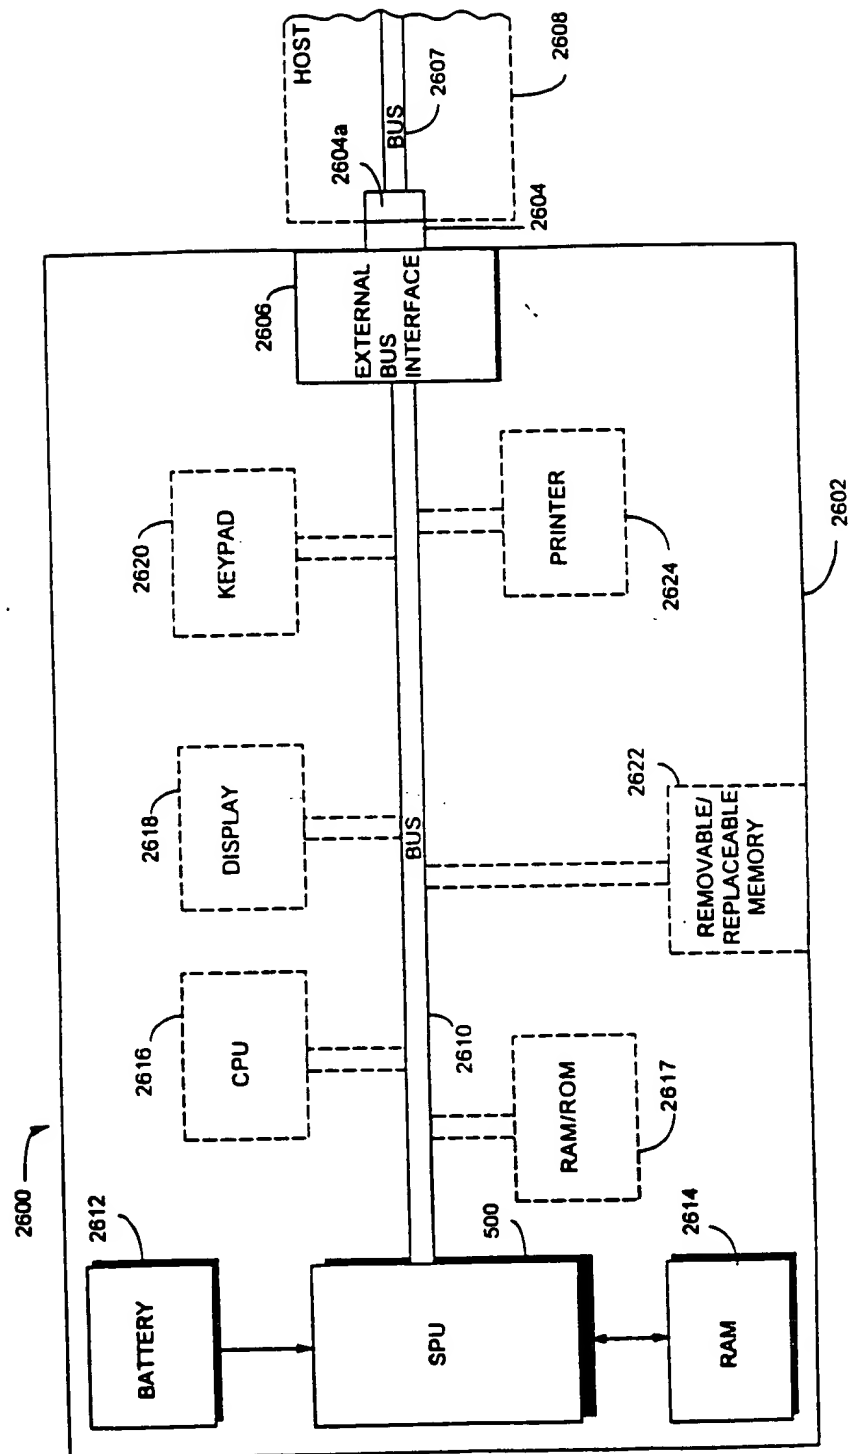 2600
BATTERY
2612
SPU
500
RAM
2614
CPU
2616
RAM/ROM
2617
BUS
2610
DISPLAY
2618
REMOVABLE/
REPLACEABLE
MEMORY
2622
KEYPAD
2620
PRINTER
2624
2602
EXTERNAL
BUS
INTERFACE
2606
2604
2604a
HOST
BUS
2607
2608